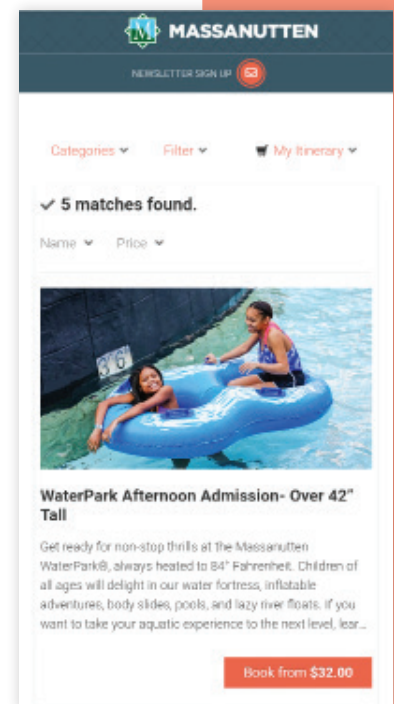 MASSANUTTEN
NEWSLETTER SIGN UP
Categories Filter My Itinerary
5 matches found.
Name Price
3'6"
WaterPark Afternoon Admission- Over 42"
Tall
Get ready for non-stop thrills at the Massanutten
WaterPark®, always heated to 84° Fahrenheit. Children of
all ages will delight in our water fortress, inflatable
adventures, body slides, pools, and lazy river floats. If you
want to take your aquatic experience to the next level, lear...
Book from $32.00